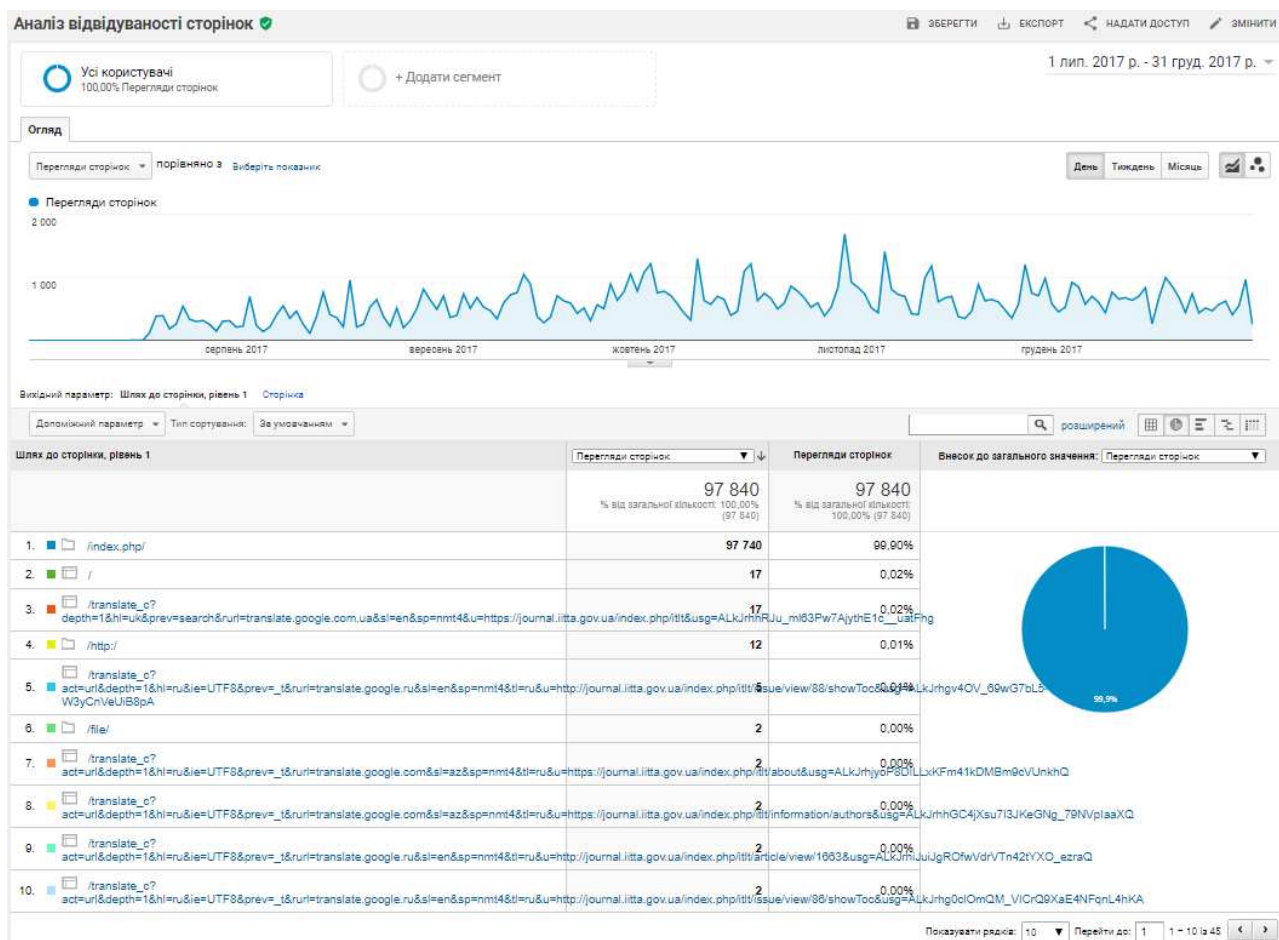 Аналіз відвідуваності сторінок
ЗБЕРЕГТИ ЕКСПОРТ НАДАТИ ДОСТУП ЗМІНИТИ
Усі користувачі
100,00% Перегляди сторінок
+ Додати сегмент
1 лип. 2017 р. - 31 груд. 2017 р.
Огляд
Перегляди сторінок порівняно з Виберіть показник
День Тиждень Місяць
Перегляди сторінок
2 000
1 000
серпень 2017 вересень 2017 жовтень 2017 листопад 2017 грудень 2017
Вихідний параметр: Шлях до сторінки, рівень 1 Сторінка
Допоміжний параметр Тип сортування: За умовчанням розширений
Шлях до сторінки, рівень 1 Перегляди сторінок Перегляди сторінок Внесок до загального значення: Перегляди сторінок
97 840 97 840
% від загальної кількості: 100,00% % від загальної кількості:
(97 840) 100,00% (97 840)
1. /index.php/ 97 740 99,90%
2. / 17 0,02%
3. /translate_c? 17 0,02%
depth=1&hl=uk&prev=search&rurl=translate.google.com.ua&sl=en&sp=nmt4&u=https://journal.iitta.gov.ua/index.php/itlt
4. /http:/ 12 0,01%
5. /translate_c? 5 0,01%
act=url&depth=1&hl=ru&ie=UTF8&prev=_t&rurl=translate.google.ru&sl=en&sp=nmt4&tl=ru&u=http://journal.iitta.gov.ua/index.php/itlt/issue/view/88/showToc
W3yCnVeUiB8pA
99,9%
6. /file/ 2 0,00%
7. /translate_c? 2 0,00%
act=url&depth=1&hl=ru&ie=UTF8&prev=_t&rurl=translate.google.com&sl=az&sp=nmt4&tl=ru&u=https://journal.iitta.gov.ua/index.php/itlt/about
8. /translate_c? 2 0,00%
act=url&depth=1&hl=ru&ie=UTF8&prev=_t&rurl=translate.google.com&sl=az&sp=nmt4&tl=ru&u=https://journal.iitta.gov.ua/index.php/itlt/information/authors
9. /translate_c? 2 0,00%
act=url&depth=1&hl=ru&ie=UTF8&prev=_t&rurl=translate.google.ru&sl=en&sp=nmt4&tl=ru&u=http://journal.iitta.gov.ua/index.php/itlt/article/view/1663
10. /translate_c? 2 0,00%
act=url&depth=1&hl=ru&ie=UTF8&prev=_t&rurl=translate.google.ru&sl=en&sp=nmt4&tl=ru&u=http://journal.iitta.gov.ua/index.php/itlt/issue/view/86/showToc
Показувати рядків: 10 Перейти до: 1 1 – 10 із 45